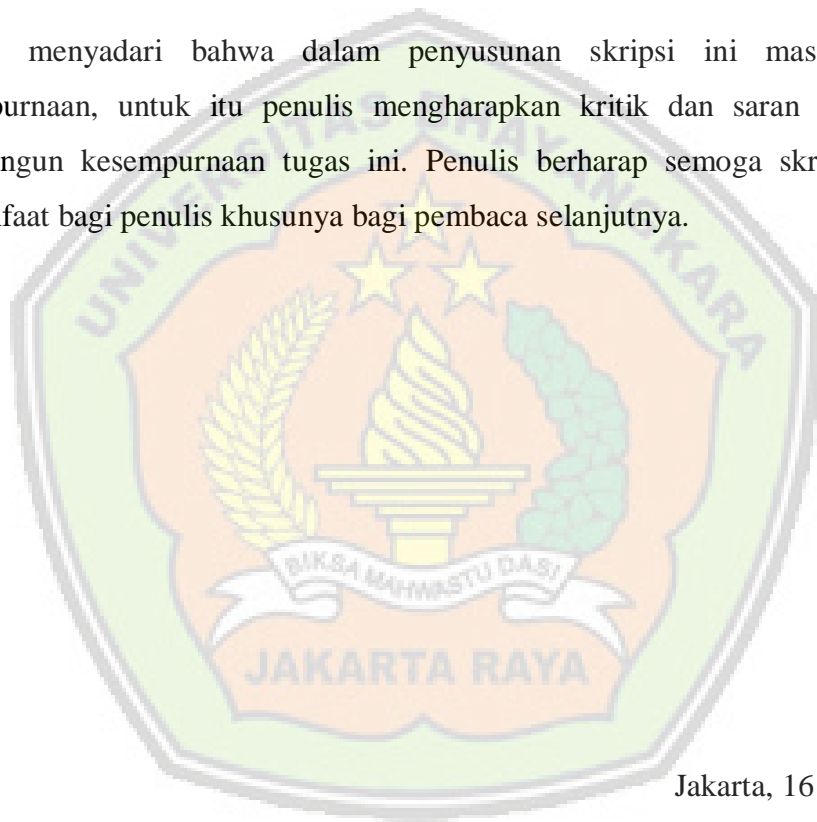 menyadari bahwa dalam penyusunan skripsi ini mas
purnaan, untuk itu penulis mengharapkan kritik dan saran
ngun kesempurnaan tugas ini. Penulis berharap semoga skr
faat bagi penulis khusunya bagi pembaca selanjutnya.
UNIVERSITAS BHAYANGKARA
BIKSA MAHWASTU DASI
JAKARTA RAYA
Jakarta, 16